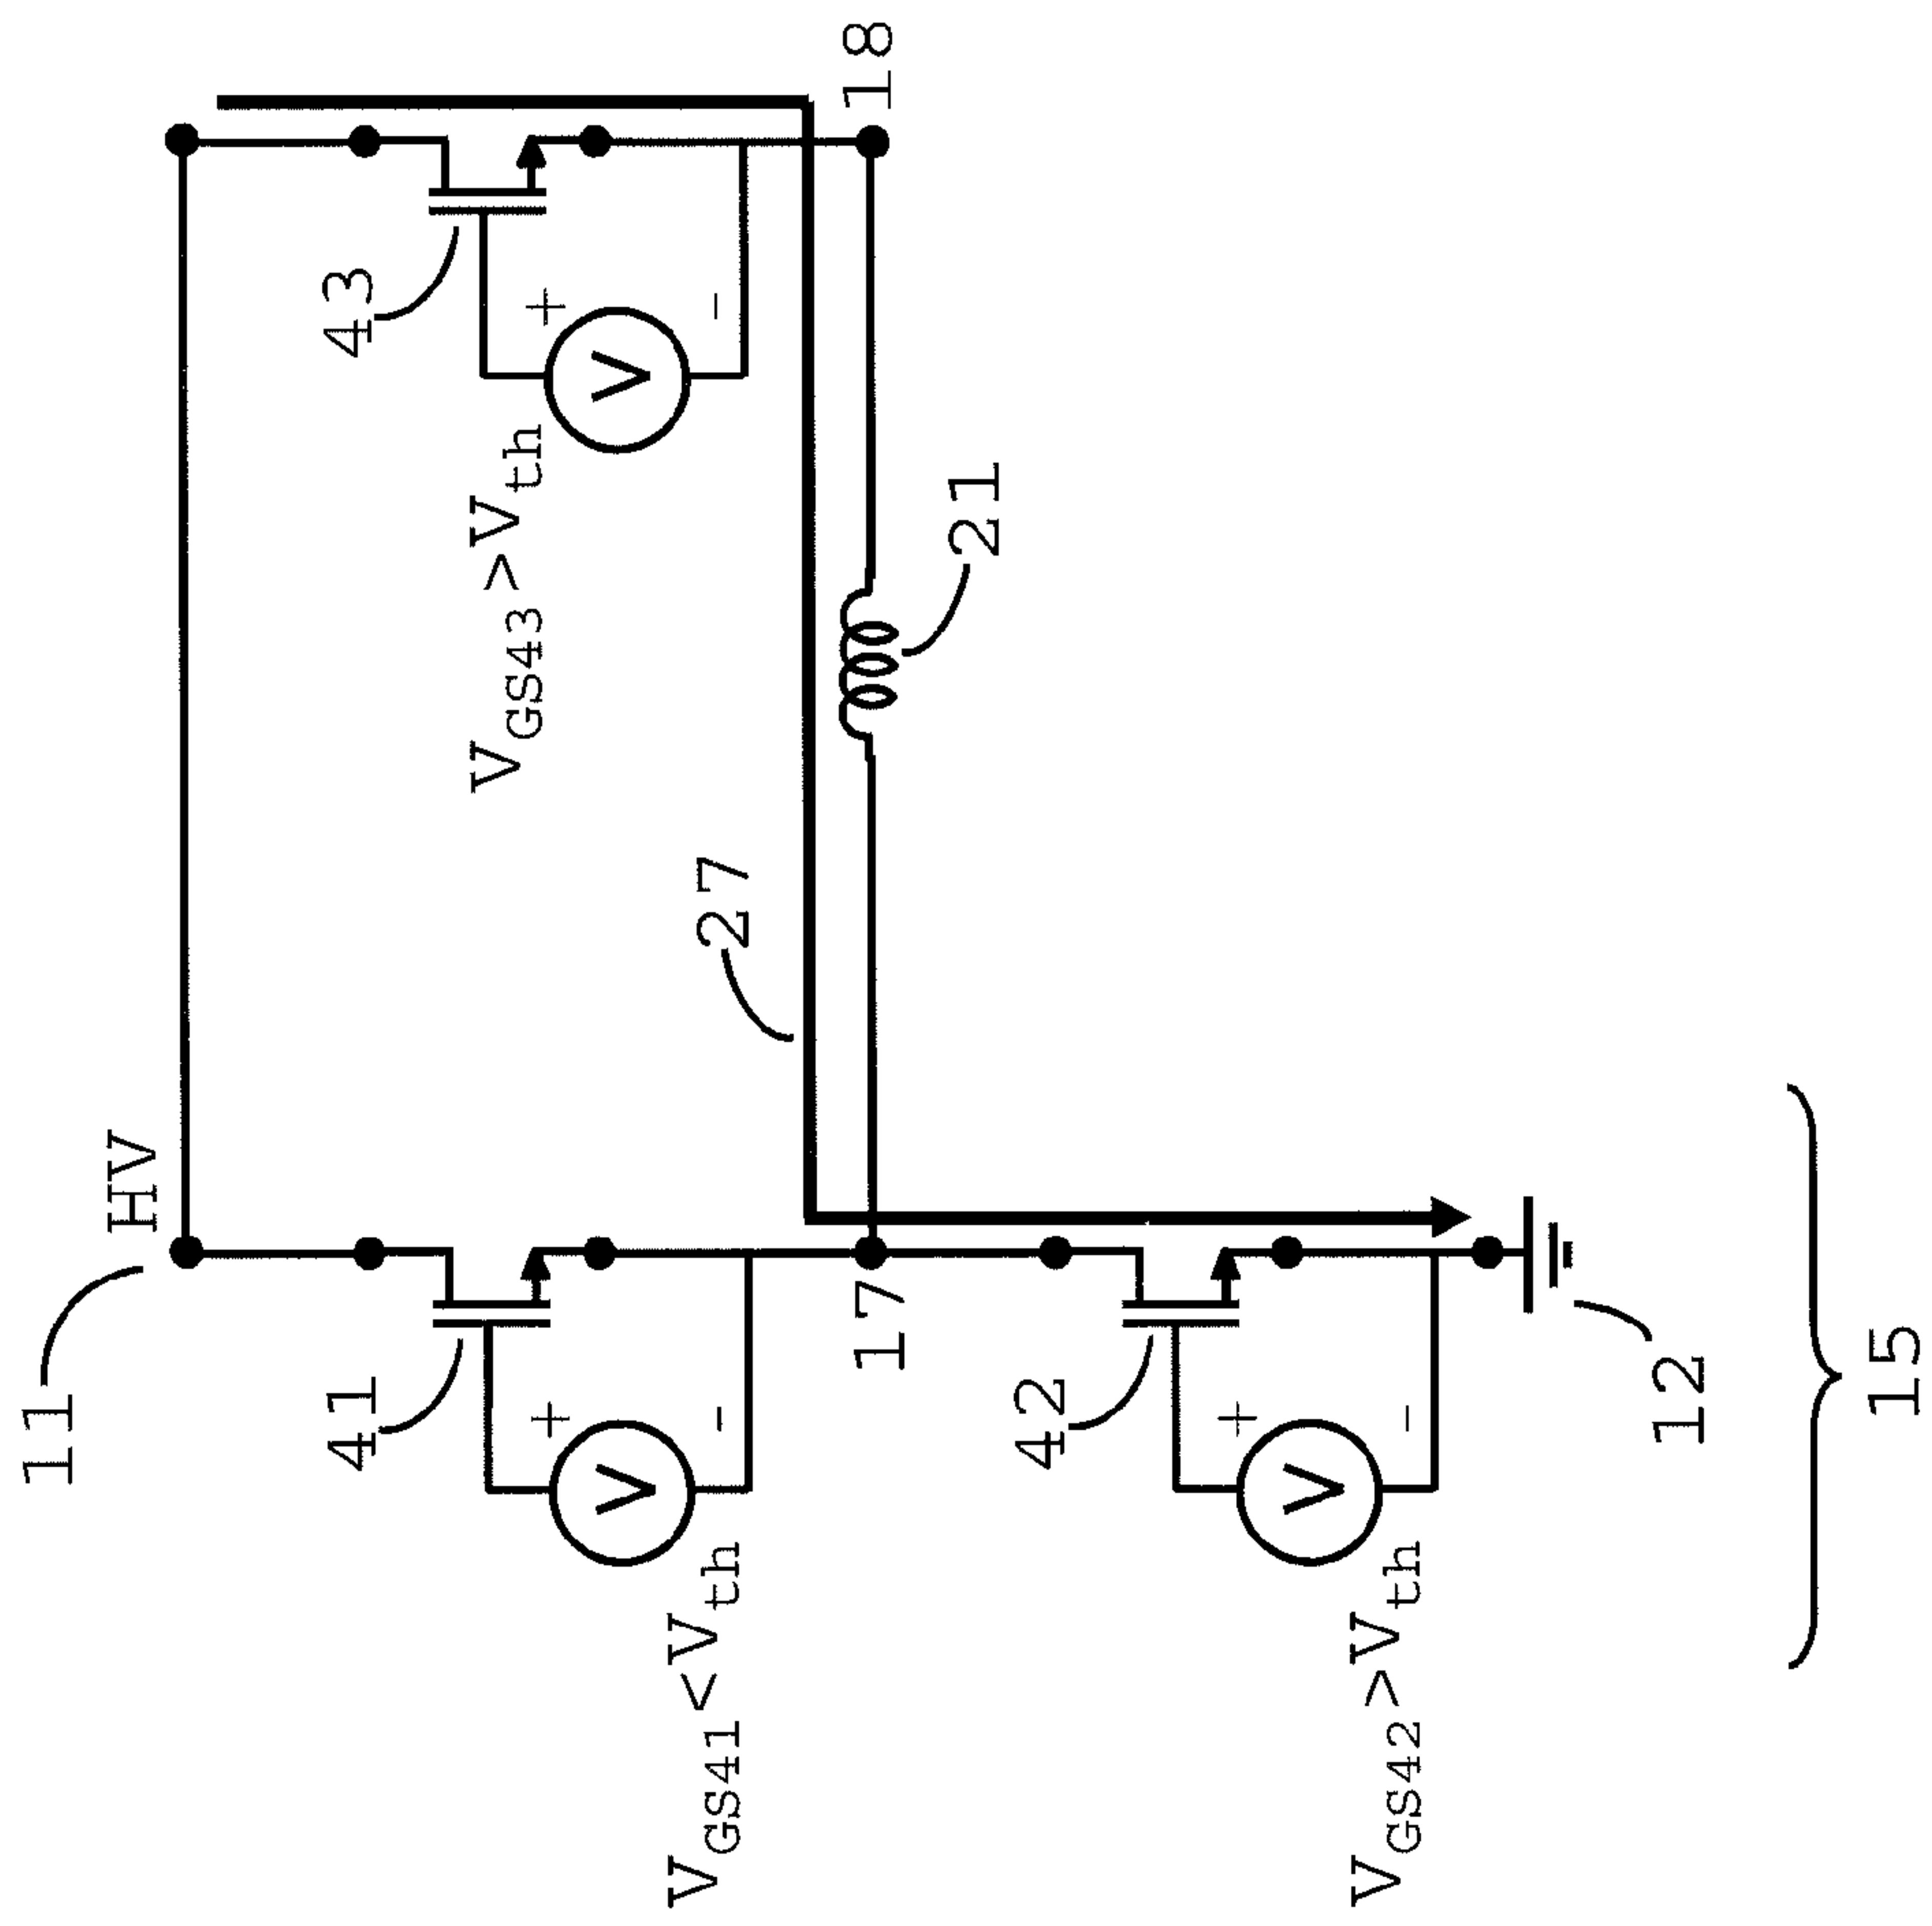 11
HV
41
+
V
-
V_GS41<V_th
17
42
+
V
-
V_GS42>V_th
12
15
27
43
+
V
-
V_GS43>V_th
21
18